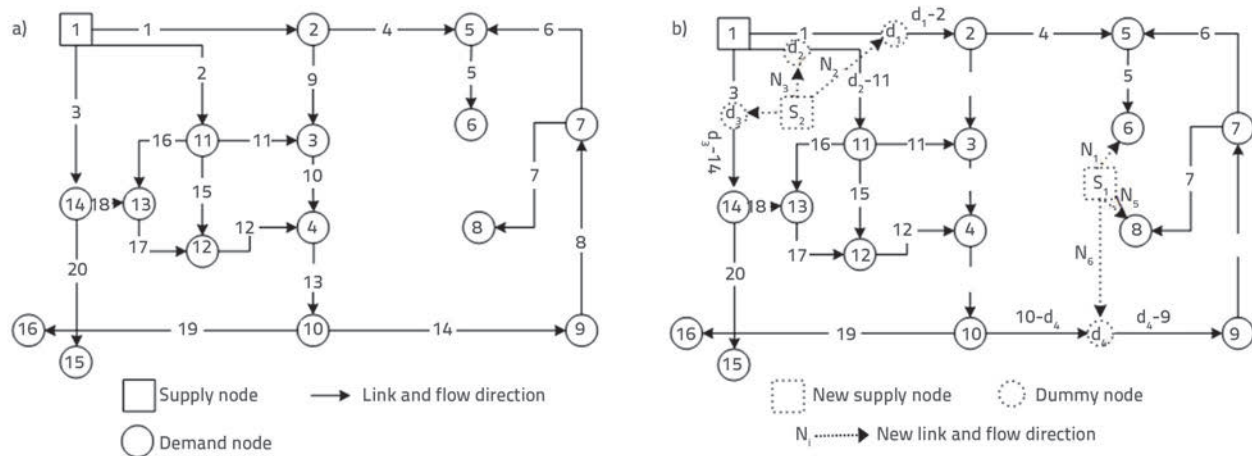 a)
1 1 2 4 5 6
2 9 5
3 6 7
16 11 11 3
15 10 7
14 18 13 8
17 12 12 4 8
20 13
16 19 10 14 9
15
Supply node Link and flow direction
Demand node
b)
1 1 d₁ d₁-2 2 4 5 6
d₂ N₂ 5
3 N₃ d₂-11 6 7
d₃ S₂
16 11 11 3 N₁
d₃-14 15 S₁ N₅ 7
14 18 13 8
17 12 12 4 N₆
20
10-d₄ d₄-9
16 19 10 d₄ 9
15
New supply node Dummy node
Nᵢ New link and flow direction